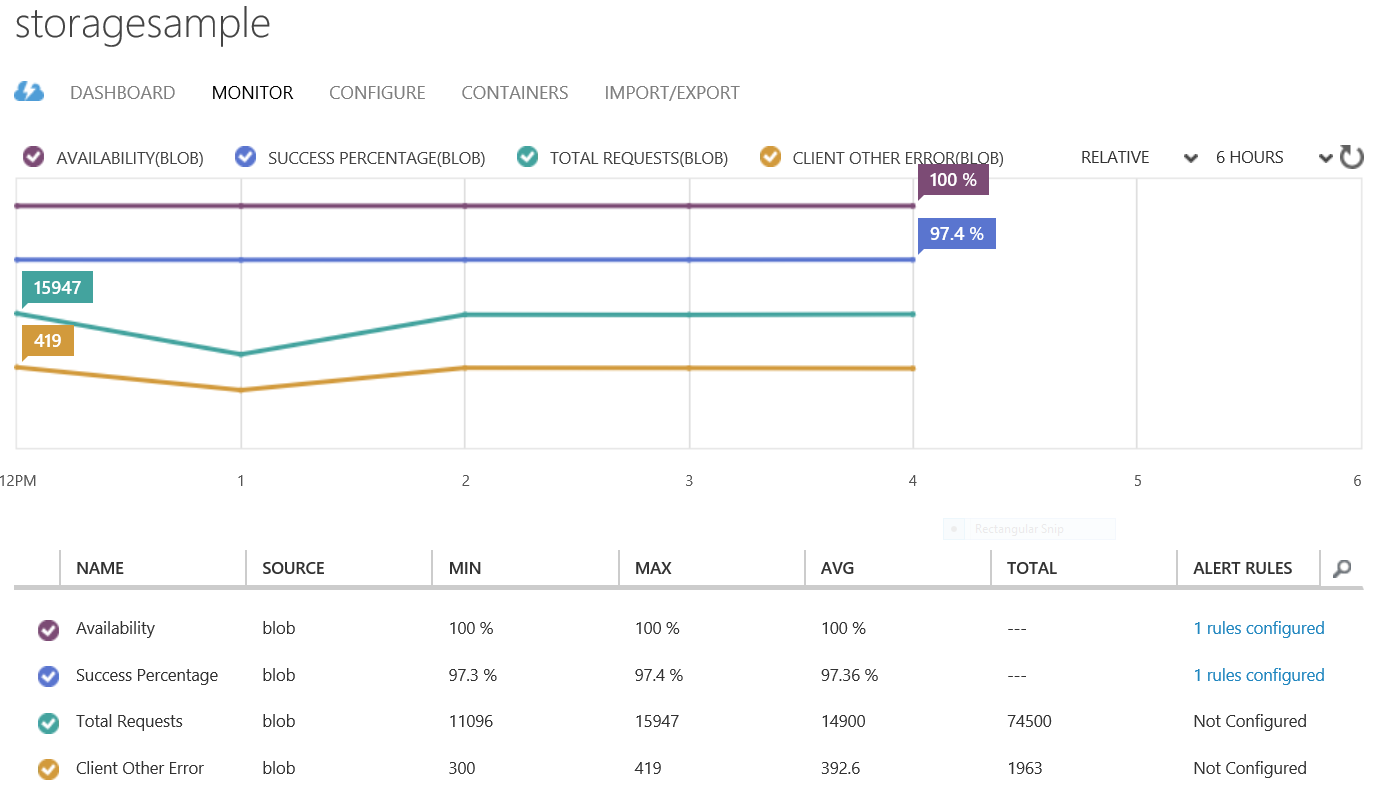 storagesample
DASHBOARD MONITOR CONFIGURE CONTAINERS IMPORT/EXPORT
AVAILABILITY(BLOB) SUCCESS PERCENTAGE(BLOB) TOTAL REQUESTS(BLOB) CLIENT OTHER ERROR(BLOB) RELATIVE 6 HOURS
100 %
97.4 %
15947
419
12PM 1 2 3 4 5 6
Rectangular Snip
NAME SOURCE MIN MAX AVG TOTAL ALERT RULES
Availability blob 100 % 100 % 100 % --- 1 rules configured
Success Percentage blob 97.3 % 97.4 % 97.36 % --- 1 rules configured
Total Requests blob 11096 15947 14900 74500 Not Configured
Client Other Error blob 300 419 392.6 1963 Not Configured